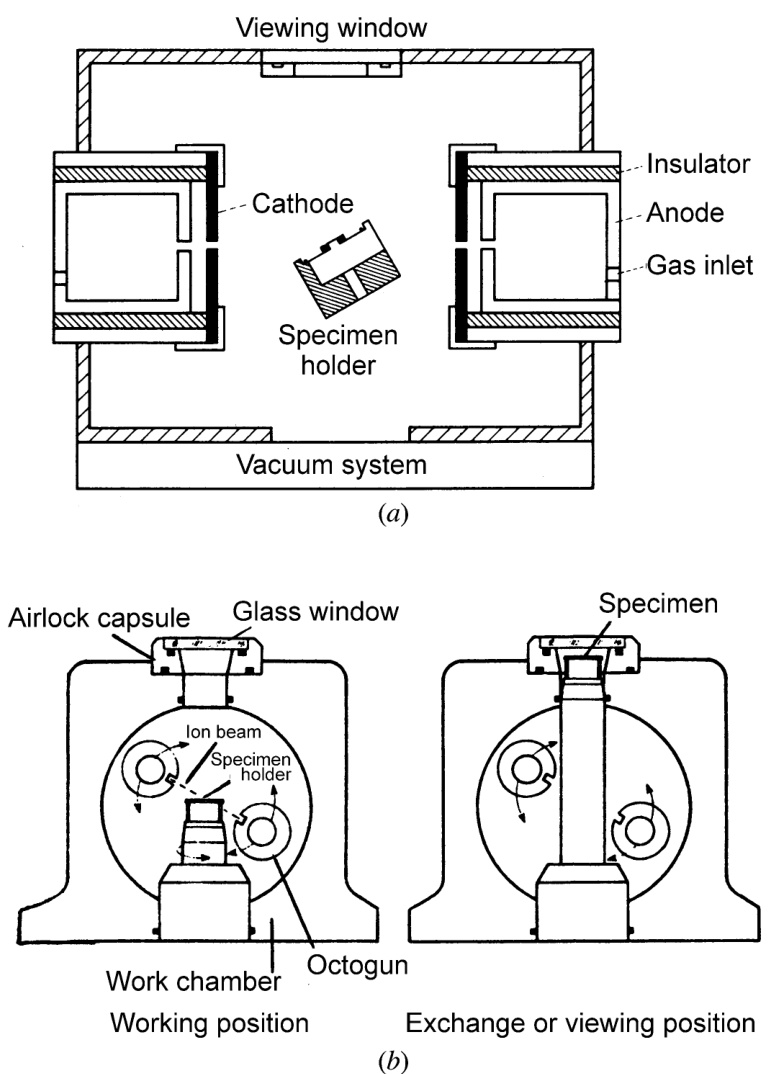 Viewing window
Insulator
Cathode
Anode
Gas inlet
Specimen
holder
Vacuum system
(a)
Airlock capsule
Glass window
Specimen
Ion beam
Specimen
holder
Work chamber
Octogun
Working position
Exchange or viewing position
(b)